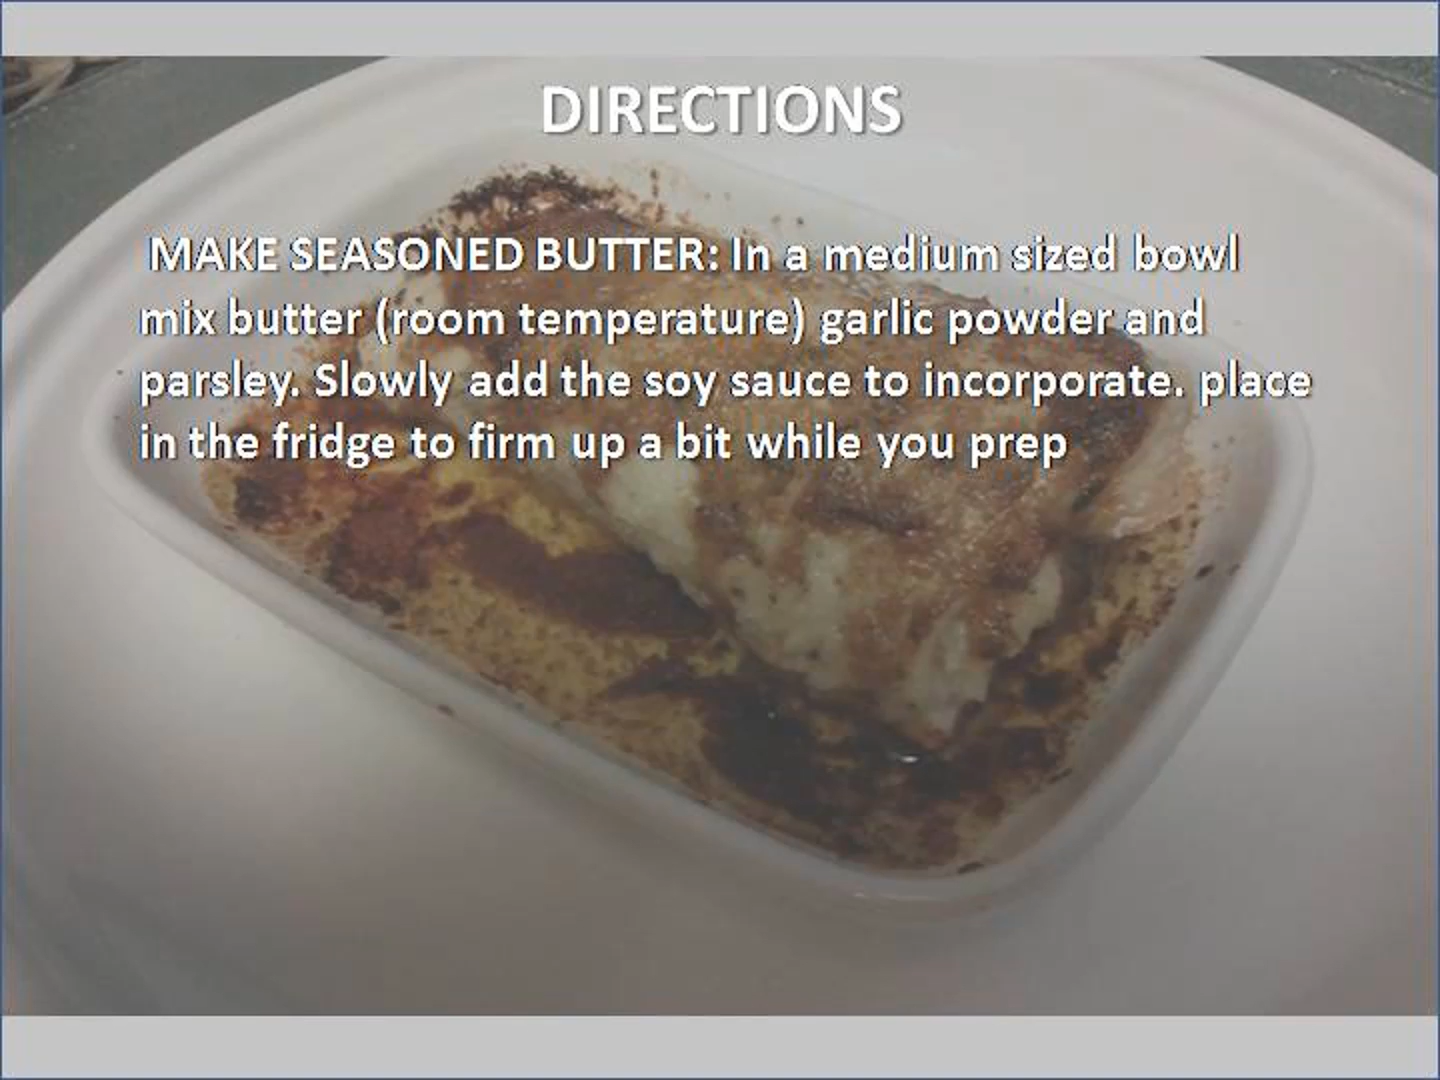 DIRECTIONS
MAKE SEASONED BUTTER: In a medium sized bowl
mix butter (room temperature) garlic powder and
parsley. Slowly add the soy sauce to incorporate. place
in the fridge to firm up a bit while you prep